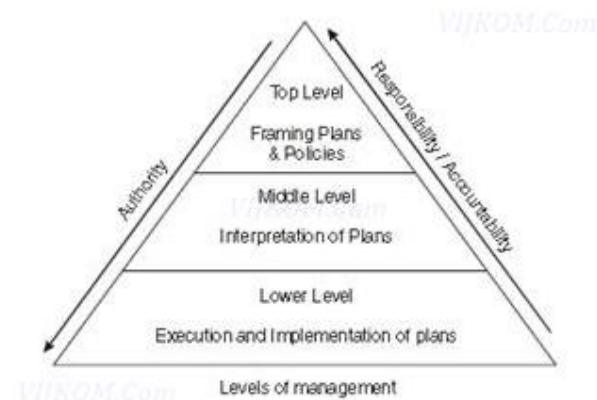 VIJKOM.Com
Top Level
Responsibility / Accountability
Framing Plans
& Policies
Authority
Middle Level
VIJKOM.Com
Interpretation of Plans
Lower Level
Execution and Implementation of plans
Levels of management
VIJKOM.Com